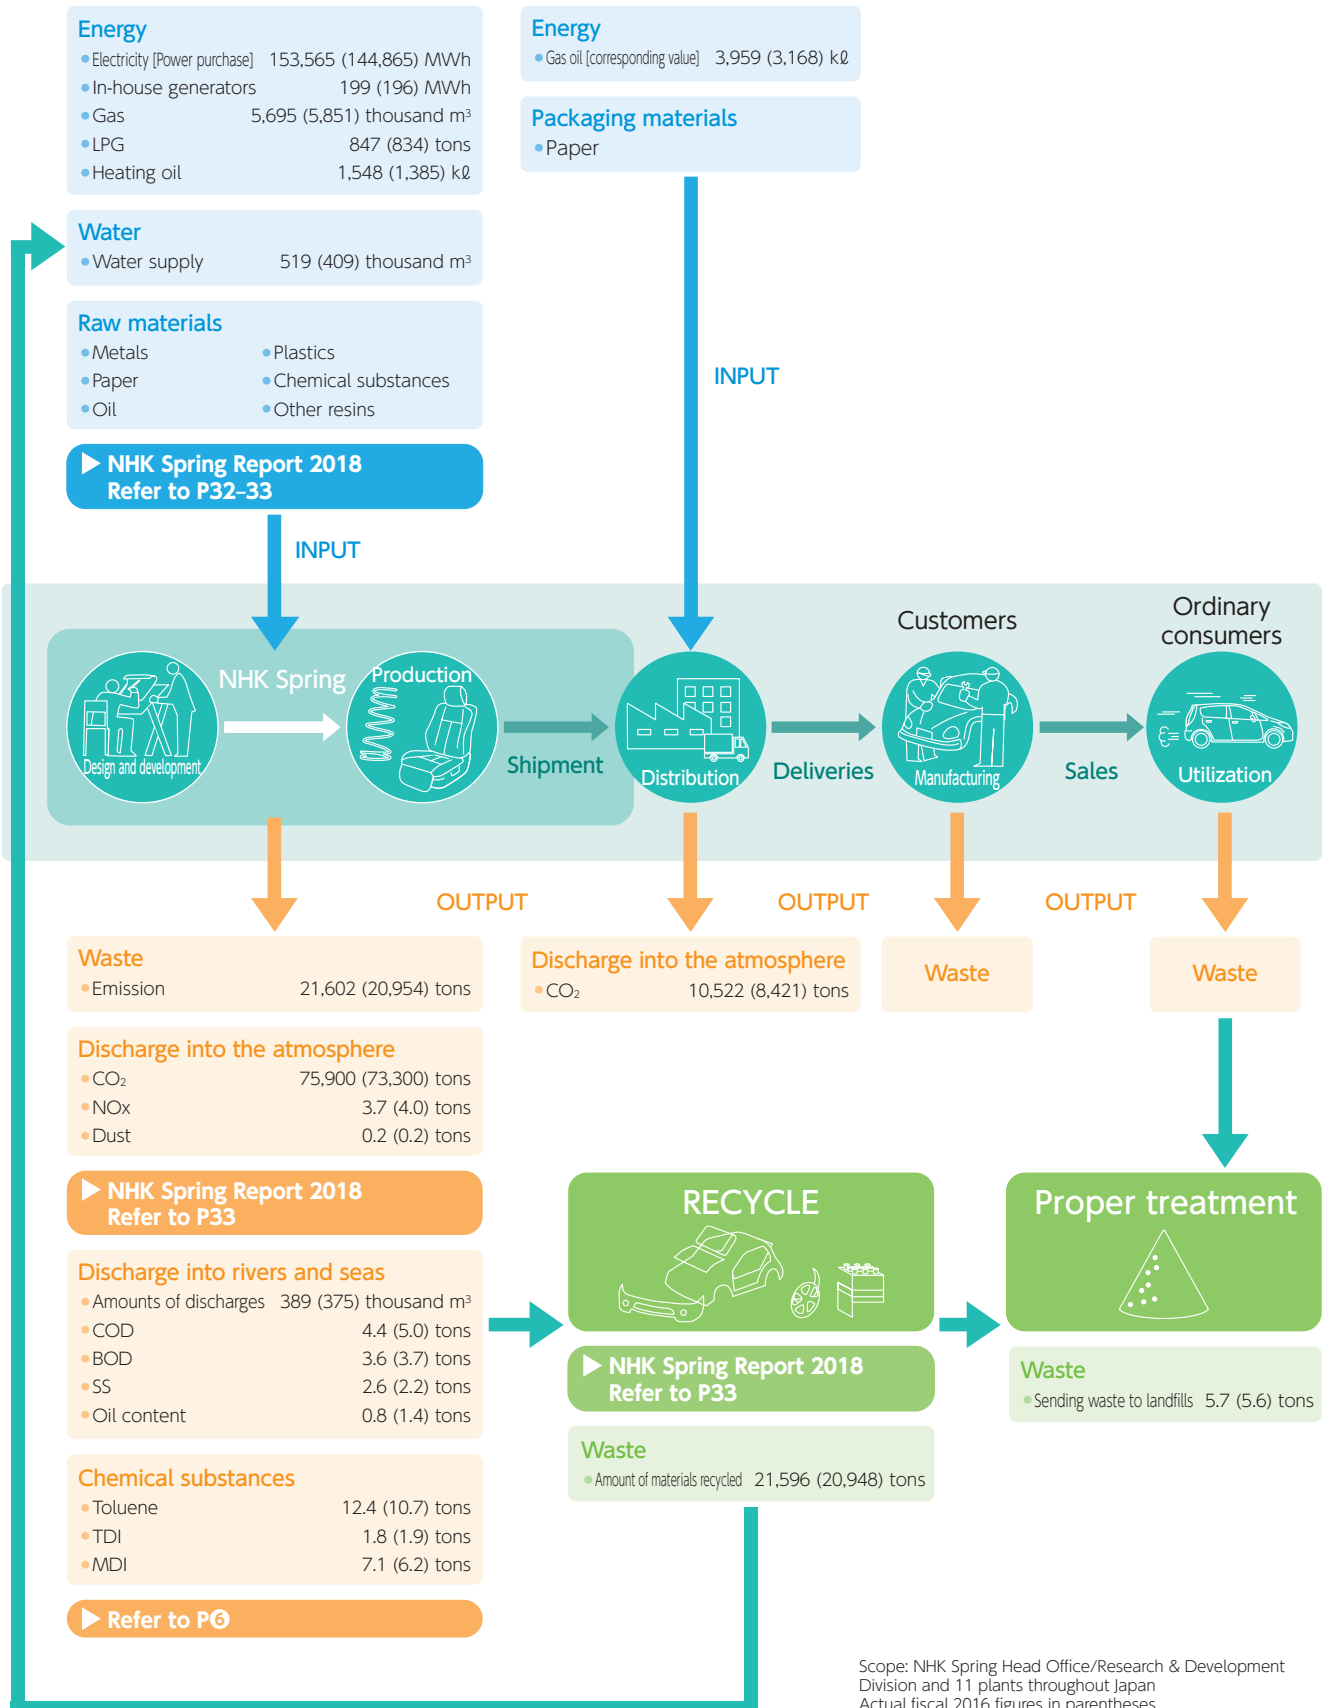 Energy
• Electricity [Power purchase] 153,565 (144,865) MWh
• In-house generators 199 (196) MWh
• Gas 5,695 (5,851) thousand m³
• LPG 847 (834) tons
• Heating oil 1,548 (1,385) kℓ
Energy
• Gas oil [corresponding value] 3,959 (3,168) kℓ
Packaging materials
• Paper
Water
• Water supply 519 (409) thousand m³
Raw materials
• Metals • Plastics
• Paper • Chemical substances
• Oil • Other resins
▶ NHK Spring Report 2018
Refer to P32–33
INPUT
INPUT
NHK Spring
Design and development
Production
Shipment
Distribution
Deliveries
Customers
Manufacturing
Sales
Ordinary
consumers
Utilization
OUTPUT
OUTPUT
OUTPUT
Waste
• Emission 21,602 (20,954) tons
Discharge into the atmosphere
• CO₂ 10,522 (8,421) tons
Waste
Waste
Discharge into the atmosphere
• CO₂ 75,900 (73,300) tons
• NOx 3.7 (4.0) tons
• Dust 0.2 (0.2) tons
▶ NHK Spring Report 2018
Refer to P33
Discharge into rivers and seas
• Amounts of discharges 389 (375) thousand m³
• COD 4.4 (5.0) tons
• BOD 3.6 (3.7) tons
• SS 2.6 (2.2) tons
• Oil content 0.8 (1.4) tons
Chemical substances
• Toluene 12.4 (10.7) tons
• TDI 1.8 (1.9) tons
• MDI 7.1 (6.2) tons
▶ Refer to P❻
RECYCLE
▶ NHK Spring Report 2018
Refer to P33
Waste
• Amount of materials recycled 21,596 (20,948) tons
Proper treatment
Waste
• Sending waste to landfills 5.7 (5.6) tons
Scope: NHK Spring Head Office/Research & Development
Division and 11 plants throughout Japan
Actual fiscal 2016 figures in parentheses